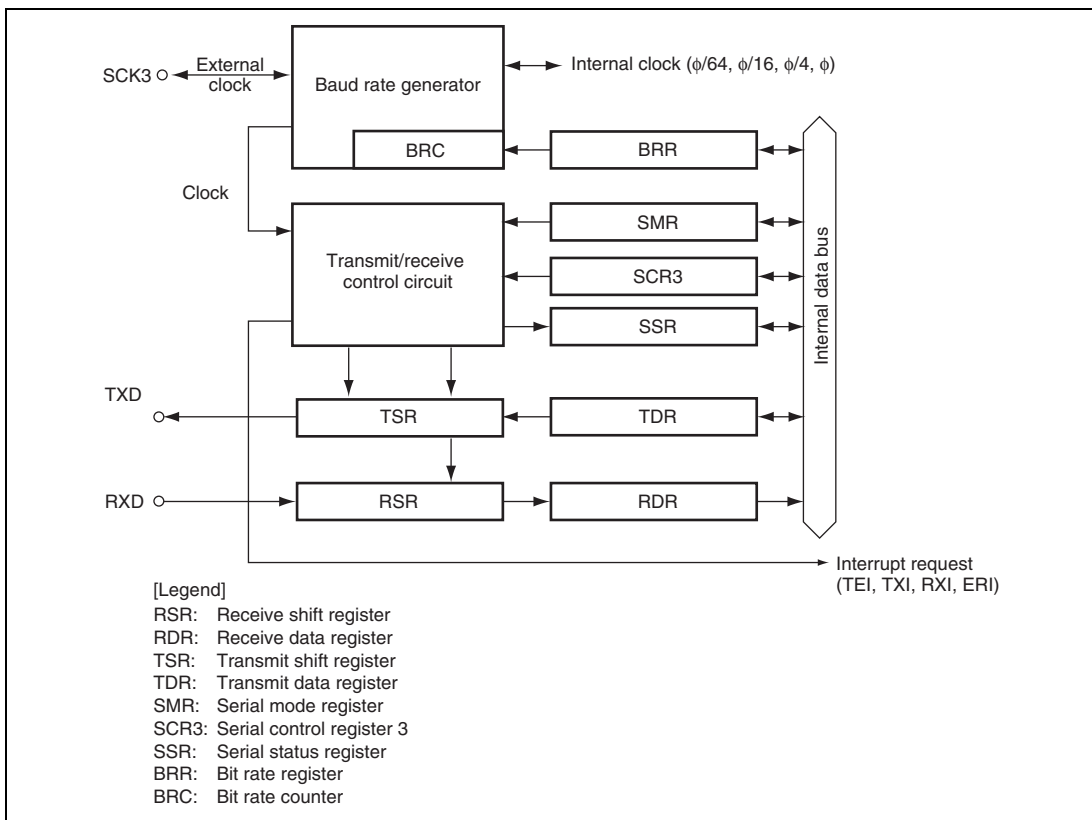 SCK3
External
clock
Baud rate generator
Internal clock (ϕ/64, ϕ/16, ϕ/4, ϕ)
BRC
BRR
Clock
Transmit/receive
control circuit
SMR
SCR3
SSR
Internal data bus
TXD
TSR
TDR
RXD
RSR
RDR
Interrupt request
(TEI, TXI, RXI, ERI)
[Legend]
RSR: Receive shift register
RDR: Receive data register
TSR: Transmit shift register
TDR: Transmit data register
SMR: Serial mode register
SCR3: Serial control register 3
SSR: Serial status register
BRR: Bit rate register
BRC: Bit rate counter